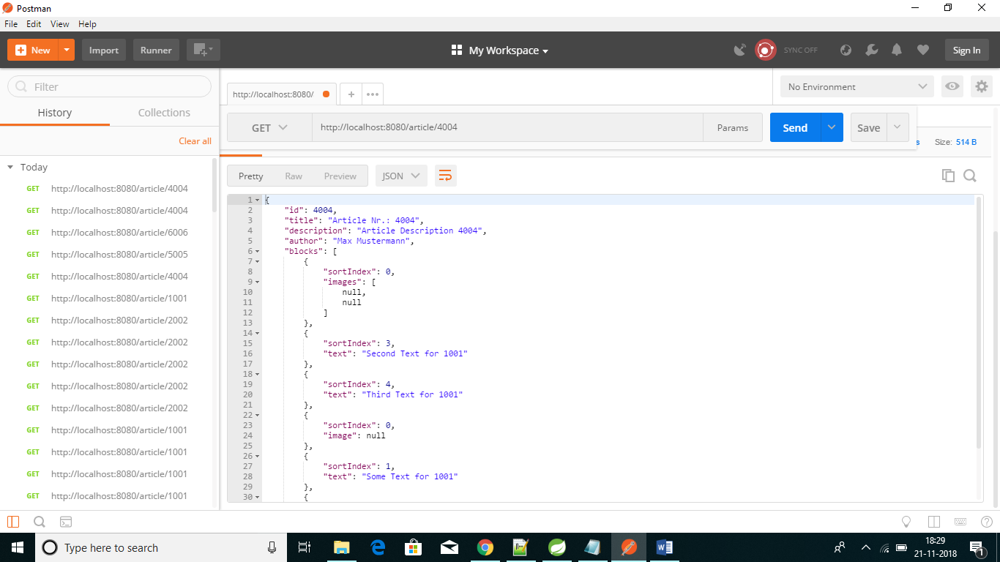 Postman
File Edit View Help
New Import Runner My Workspace SYNC OFF Sign In
Filter
History Collections
Clear all
Today
GET http://localhost:8080/article/4004
GET http://localhost:8080/article/4004
GET http://localhost:8080/article/6006
GET http://localhost:8080/article/5005
GET http://localhost:8080/article/4004
GET http://localhost:8080/article/1001
GET http://localhost:8080/article/2002
GET http://localhost:8080/article/2002
GET http://localhost:8080/article/2002
GET http://localhost:8080/article/2002
GET http://localhost:8080/article/2002
GET http://localhost:8080/article/1001
GET http://localhost:8080/article/1001
GET http://localhost:8080/article/1001
GET http://localhost:8080/article/1001
http://localhost:8080/ + ••• No Environment
GET http://localhost:8080/article/4004 Params Send Save
s Size: 514 B
Pretty Raw Preview JSON
1 {
2 "id": 4004,
3 "title": "Article Nr.: 4004",
4 "description": "Article Description 4004",
5 "author": "Max Mustermann",
6 "blocks": [
7 {
8 "sortIndex": 0,
9 "images": [
10 null,
11 null
12 ]
13 },
14 {
15 "sortIndex": 3,
16 "text": "Second Text for 1001"
17 },
18 {
19 "sortIndex": 4,
20 "text": "Third Text for 1001"
21 },
22 {
23 "sortIndex": 0,
24 "image": null
25 },
26 {
27 "sortIndex": 1,
28 "text": "Some Text for 1001"
29 },
30 {
Type here to search
18:29
21-11-2018
1